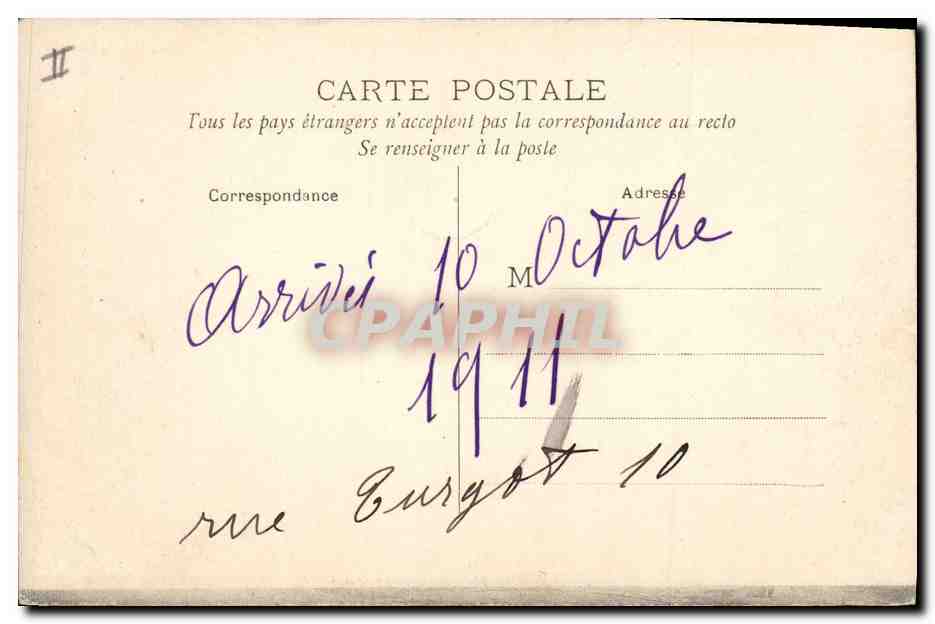 II
CARTE POSTALE
Tous les pays étrangers n'acceptent pas la correspondance au recto
Se renseigner à la poste
Correspondance
Adresse
Arrivés 10 Octobre
M
CPAPHIL
1911
rue Turgot 10